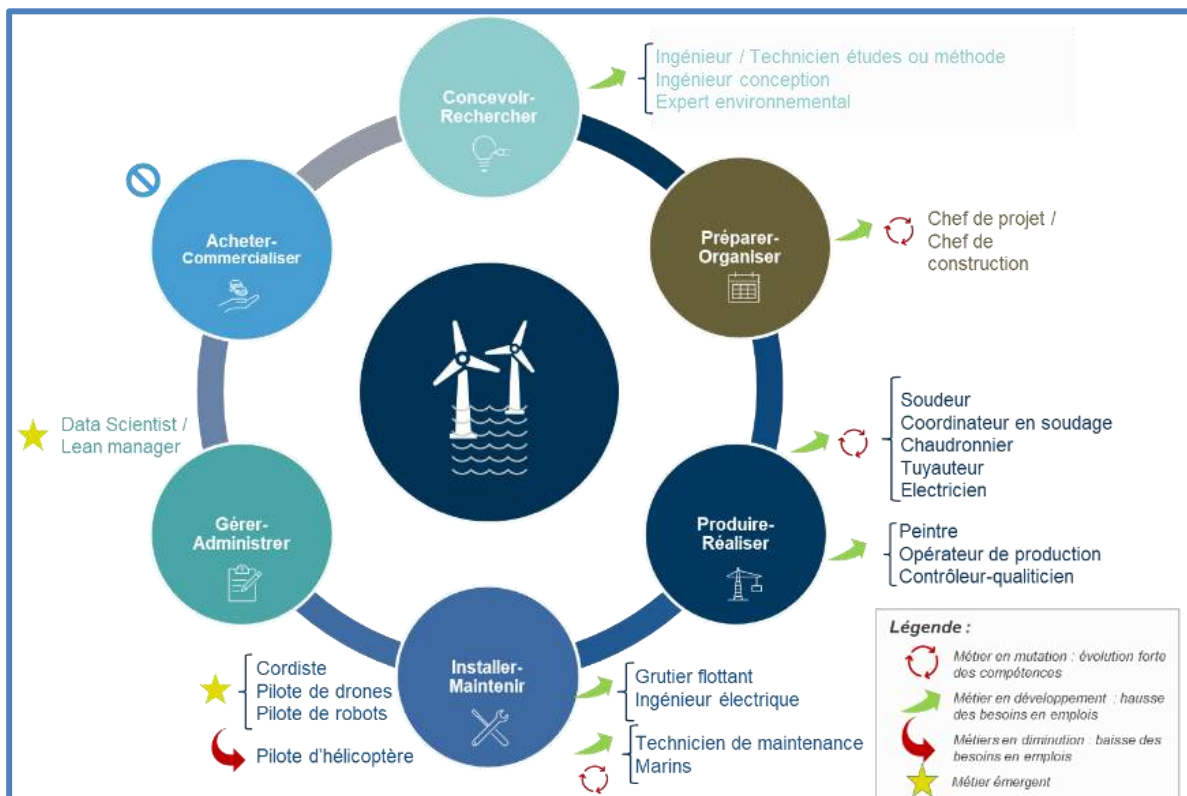 Concevoir-
Rechercher
Ingénieur / Technicien études ou méthode
Ingénieur conception
Expert environnemental
Acheter-
Commercialiser
Préparer-
Organiser
Chef de projet /
Chef de
construction
Data Scientist /
Lean manager
Soudeur
Coordinateur en soudage
Chaudronnier
Tuyauteur
Electricien
Gérer-
Administrer
Produire-
Réaliser
Peintre
Opérateur de production
Contrôleur-qualiticien
Installer-
Maintenir
Cordiste
Pilote de drones
Pilote de robots
Pilote d'hélicoptère
Grutier flottant
Ingénieur électrique
Technicien de maintenance
Marins
Légende :
Métier en mutation : évolution forte
des compétences
Métier en développement : hausse
des besoins en emplois
Métiers en diminution : baisse des
besoins en emplois
Métier émergent